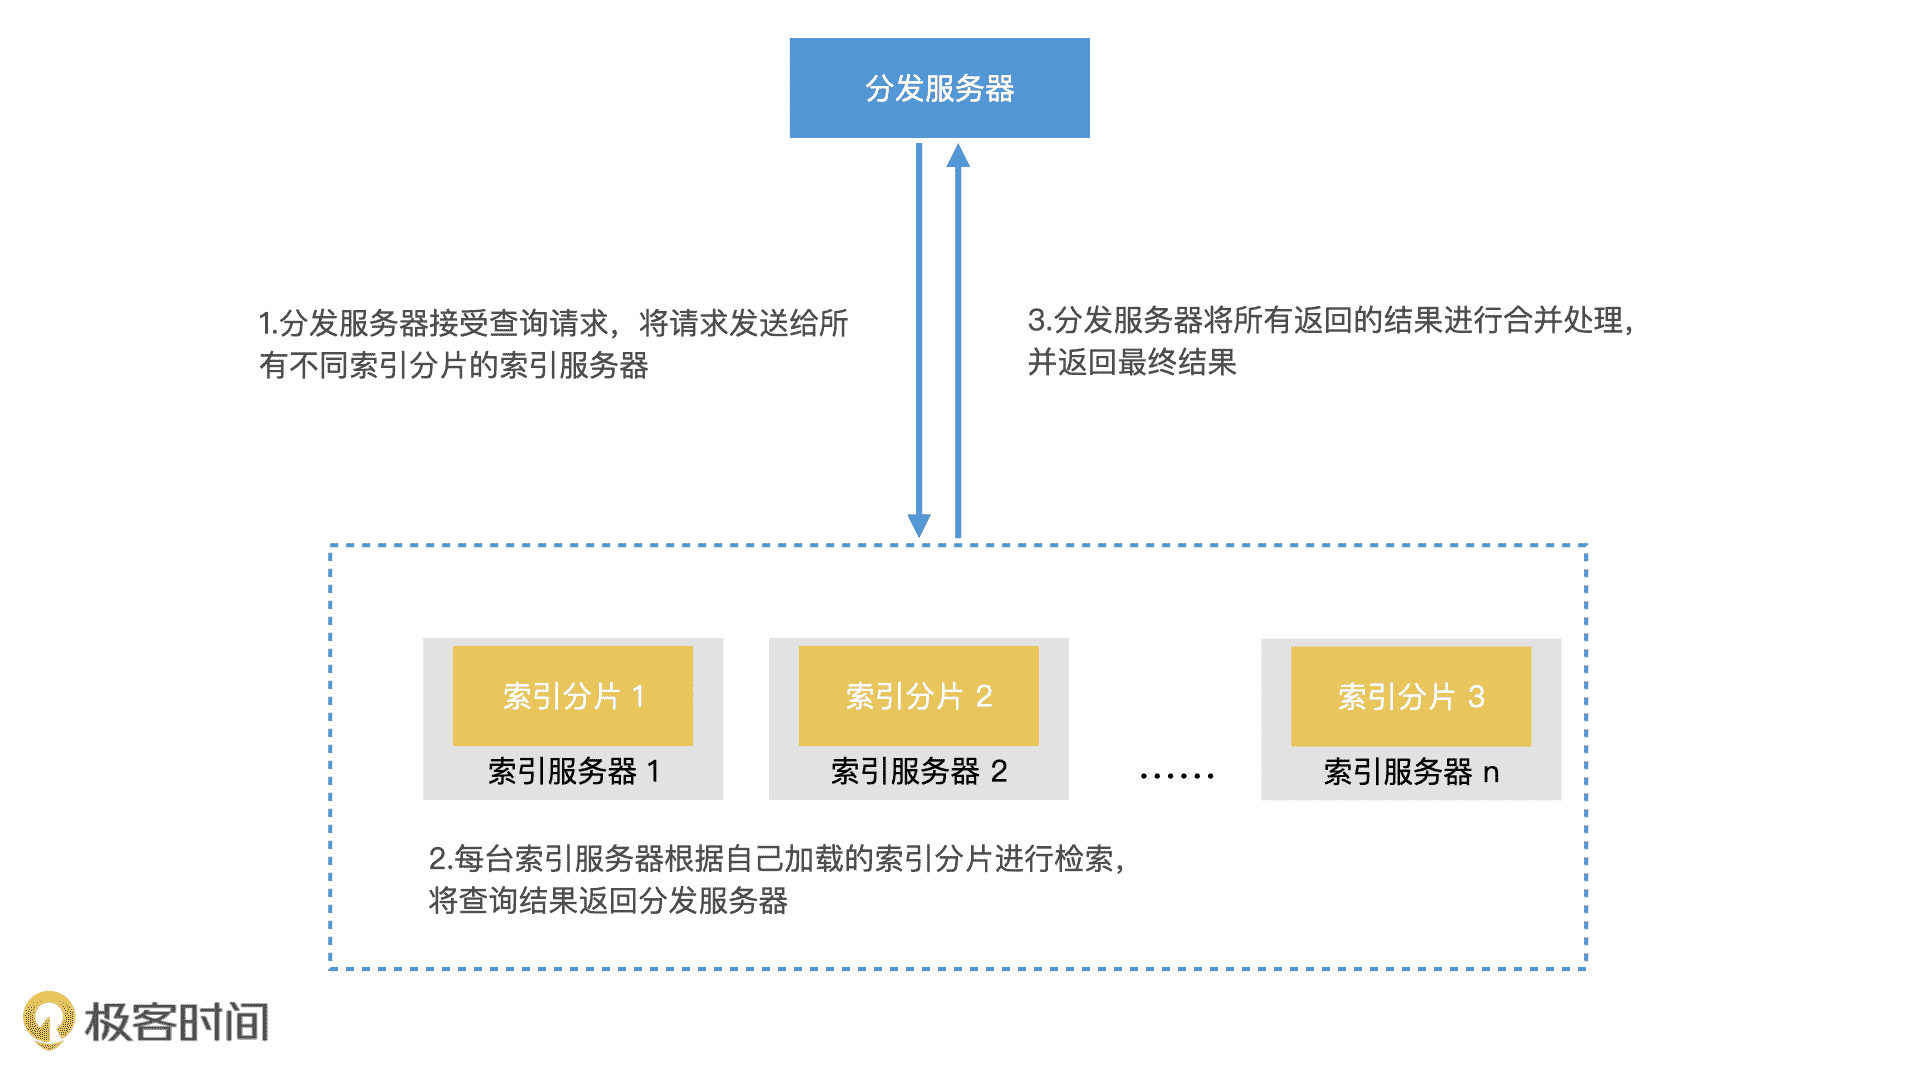 分发服务器
1.分发服务器接受查询请求，将请求发送给所
有不同索引分片的索引服务器
3.分发服务器将所有返回的结果进行合并处理，
并返回最终结果
索引分片 1
索引服务器 1
索引分片 2
索引服务器 2
……
索引分片 3
索引服务器 n
2.每台索引服务器根据自己加载的索引分片进行检索，
将查询结果返回分发服务器
极客时间